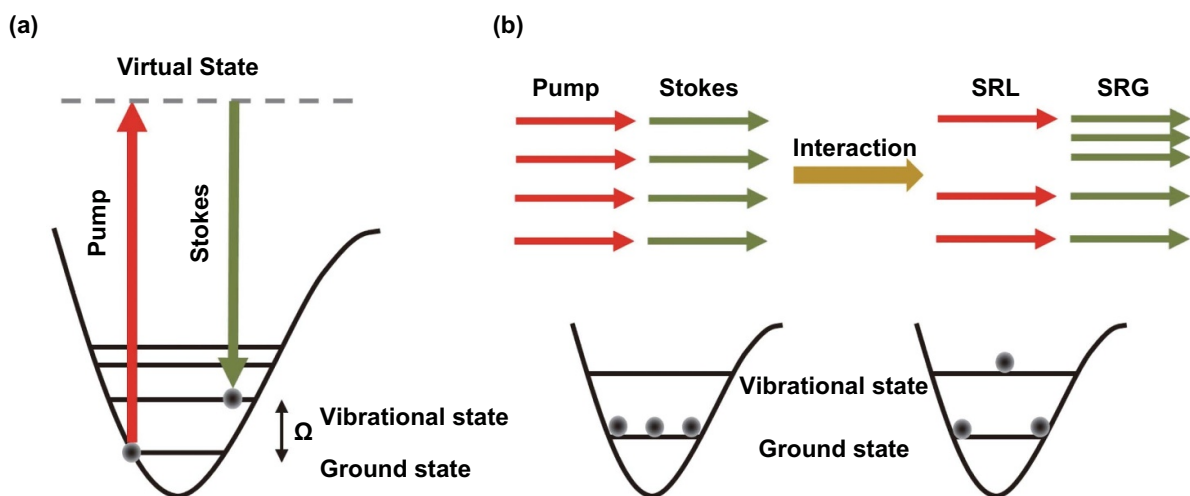 (a)
Virtual State
Pump
Stokes
Ω
Vibrational state
Ground state
(b)
Pump Stokes
SRL SRG
Interaction
Vibrational state
Ground state